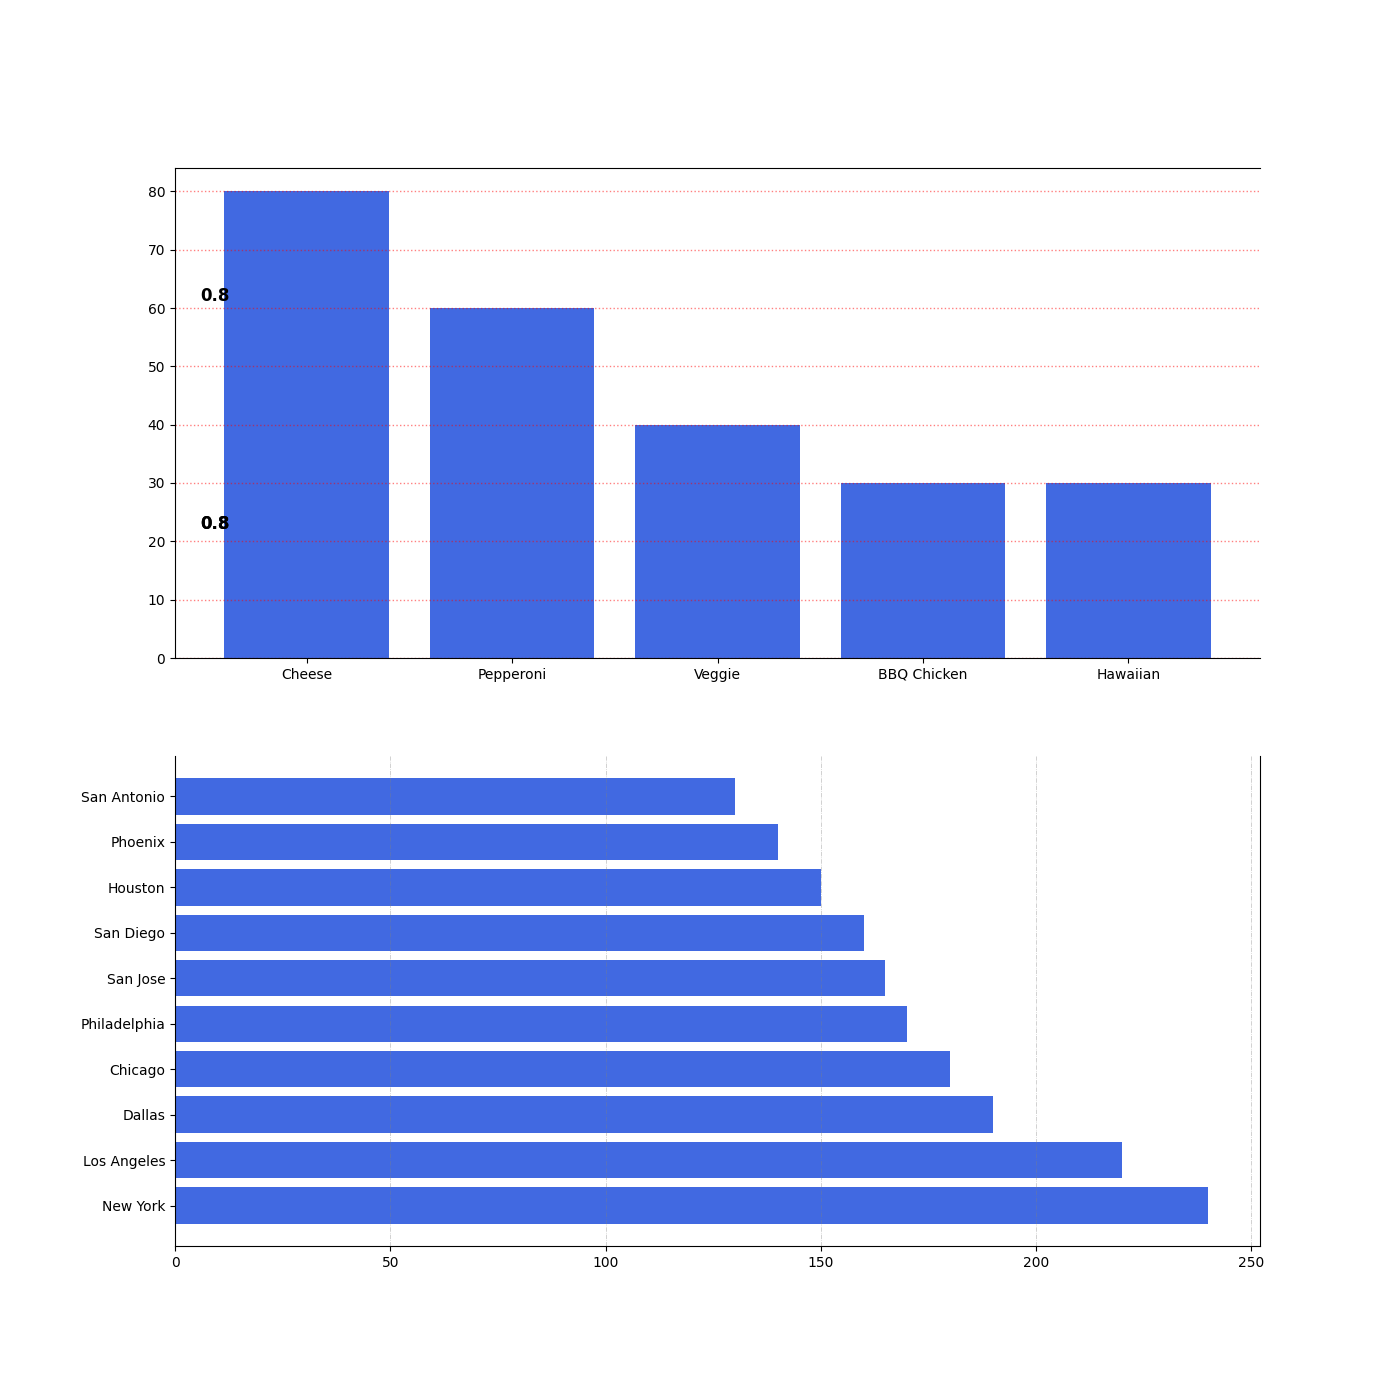 80
70
0.8
60
50
40
30
0.8
20
10
0
Cheese Pepperoni Veggie BBQ Chicken Hawaiian
San Antonio
Phoenix
Houston
San Diego
San Jose
Philadelphia
Chicago
Dallas
Los Angeles
New York
0 50 100 150 200 250